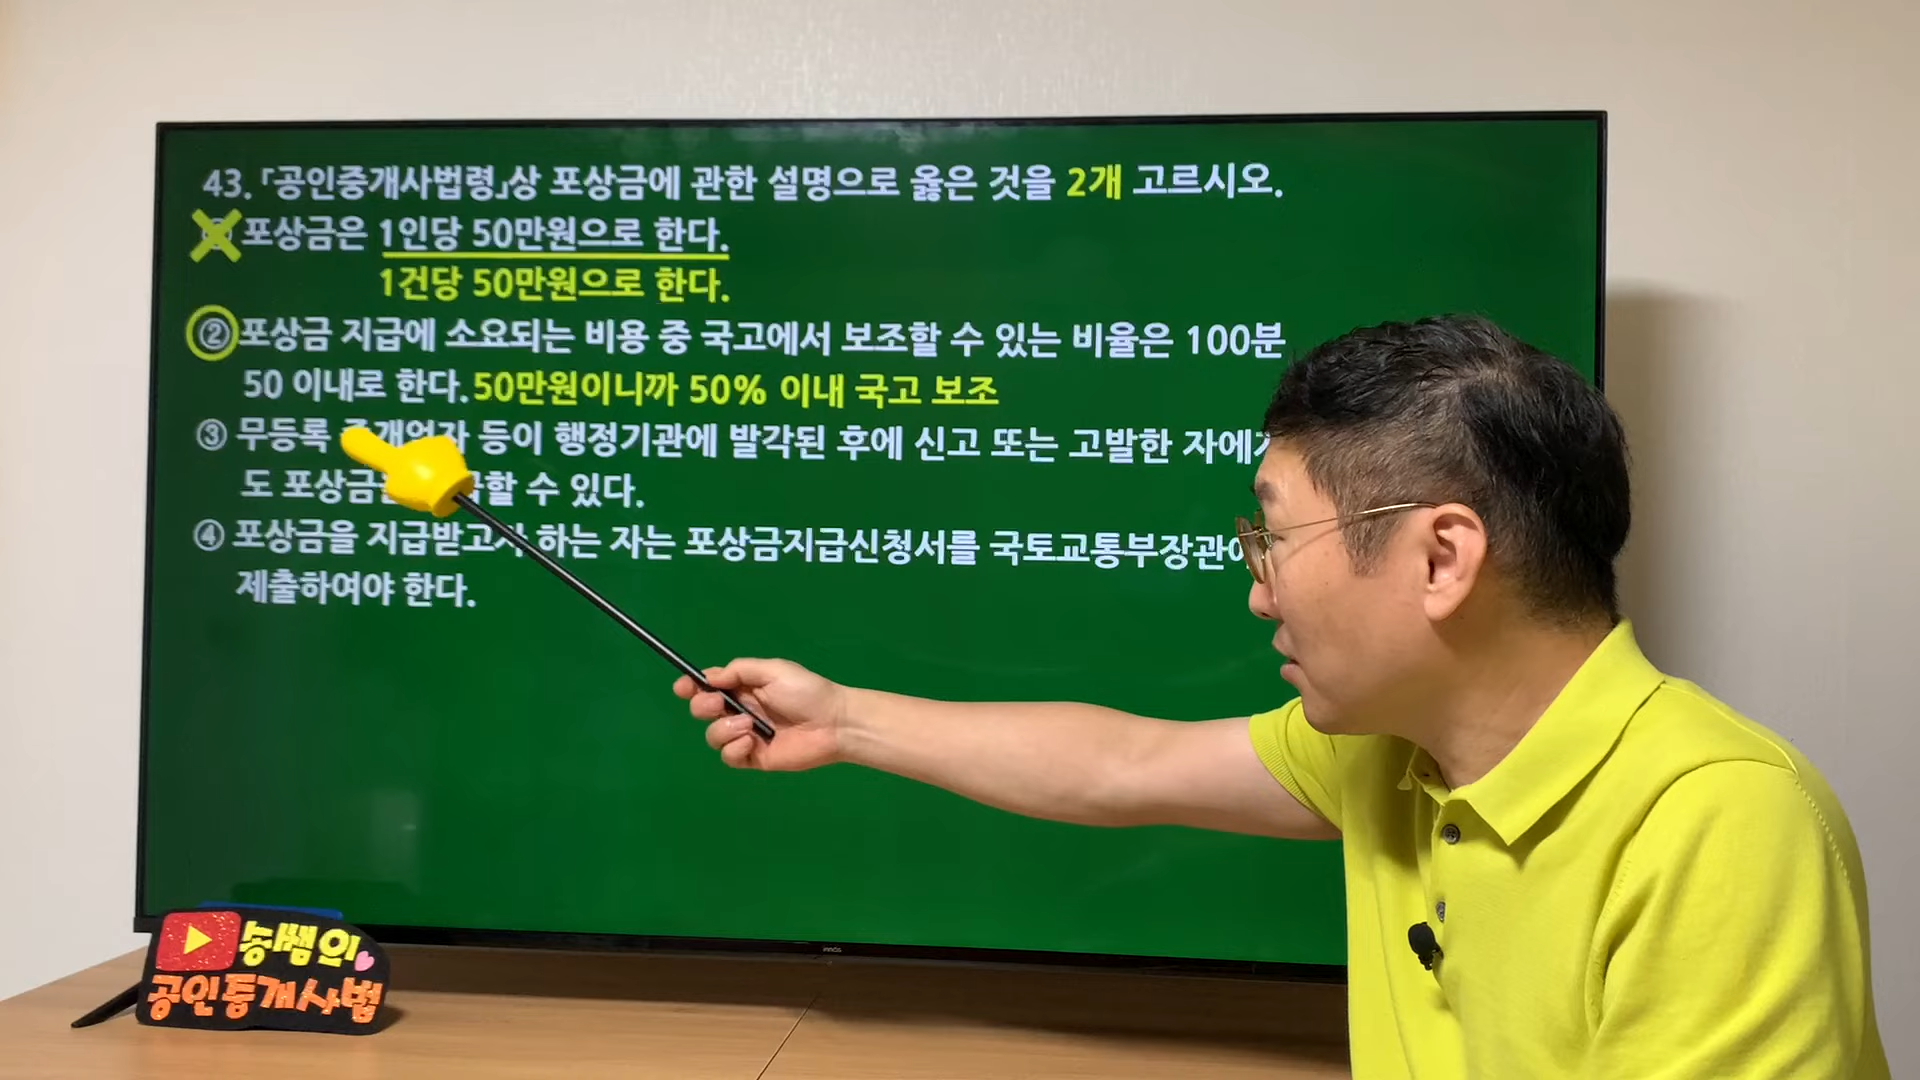 43. ｢공인중개사법령｣상 포상금에 관한 설명으로 옳은 것을 2개 고르시오.
포상금은 1인당 50만원으로 한다.
1건당 50만원으로 한다.
② 포상금 지급에 소요되는 비용 중 국고에서 보조할 수 있는 비율은 100분
50 이내로 한다. 50만원이니까 50% 이내 국고 보조
③ 무등록 등이 행정기관에 발각된 후에 신고 또는 고발한 자에게
도 포상금 할 수 있다.
④ 포상금을 지급받고자 하는 자는 포상금지급신청서를 국토교통부장관
제출하여야 한다.
innos
쌤의
공인중개사법